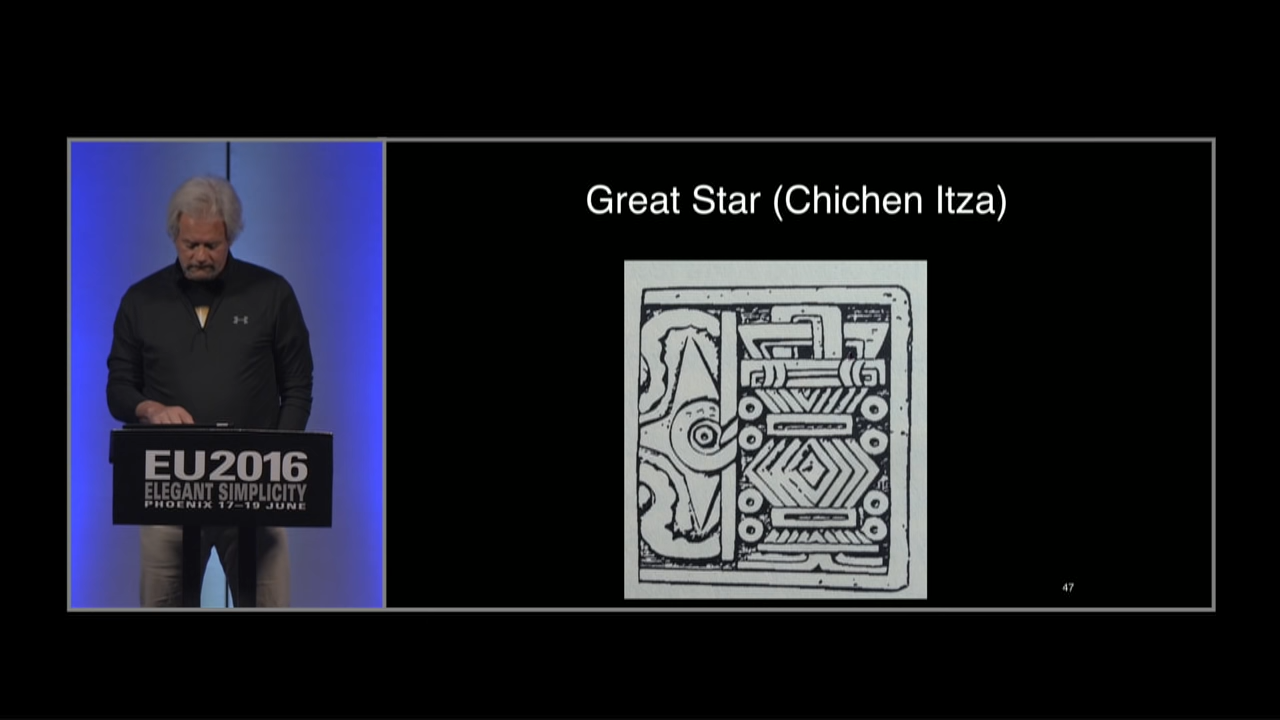 Great Star (Chichen Itza)
EU2016
ELEGANT SIMPLICITY
PHOENIX 17–19 JUNE
47